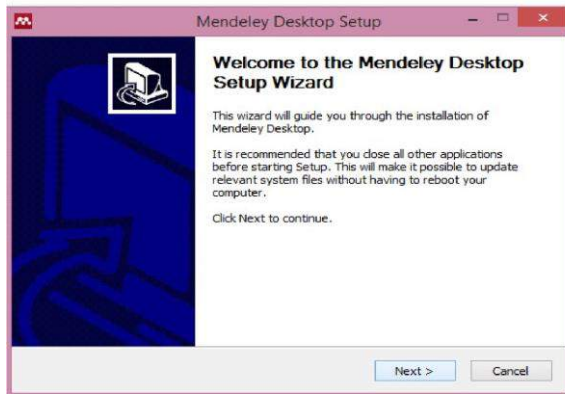 Mendeley Desktop Setup
Welcome to the Mendeley Desktop
Setup Wizard
This wizard will guide you through the installation of
Mendeley Desktop.
It is recommended that you close all other applications
before starting Setup. This will make it possible to update
relevant system files without having to reboot your
computer.
Click Next to continue.
Next >
Cancel